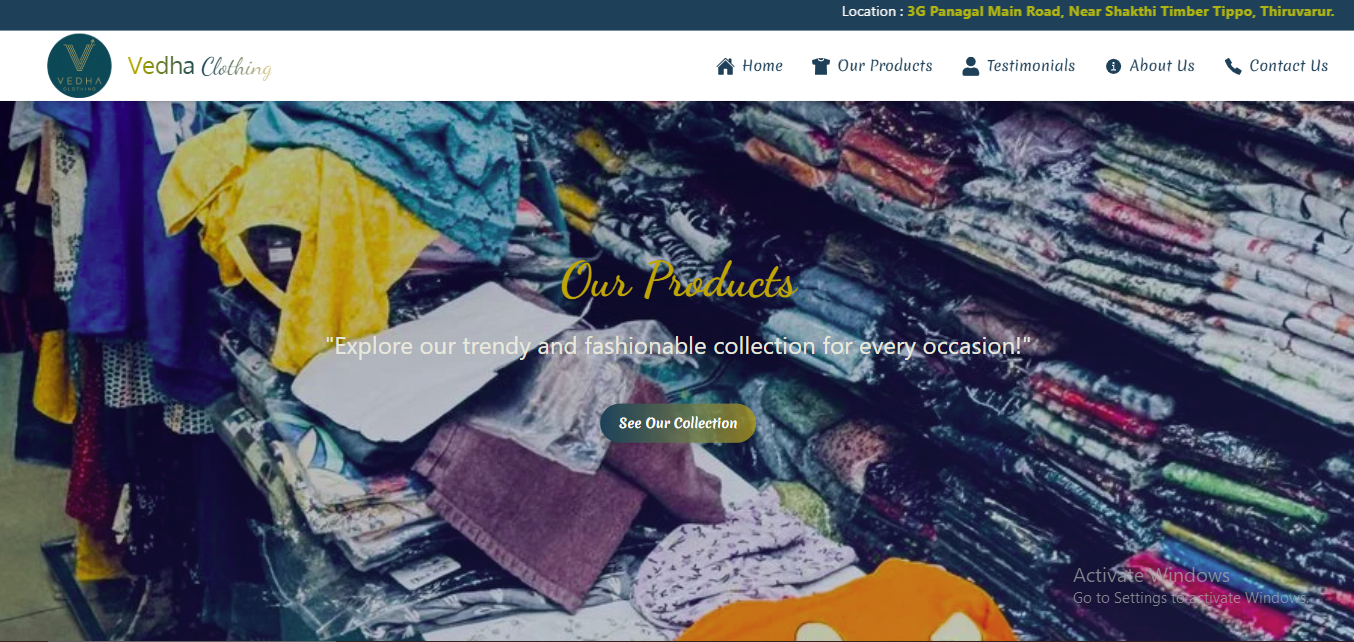 Location : 3G Panagal Main Road, Near Shakthi Timber Tippo, Thiruvarur.
VEDHA
CLOTHING
Vedha Clothing
Home Our Products Testimonials About Us Contact Us
Our Products
"Explore our trendy and fashionable collection for every occasion!"
See Our Collection
Activate Windows
Go to Settings to activate Windows.